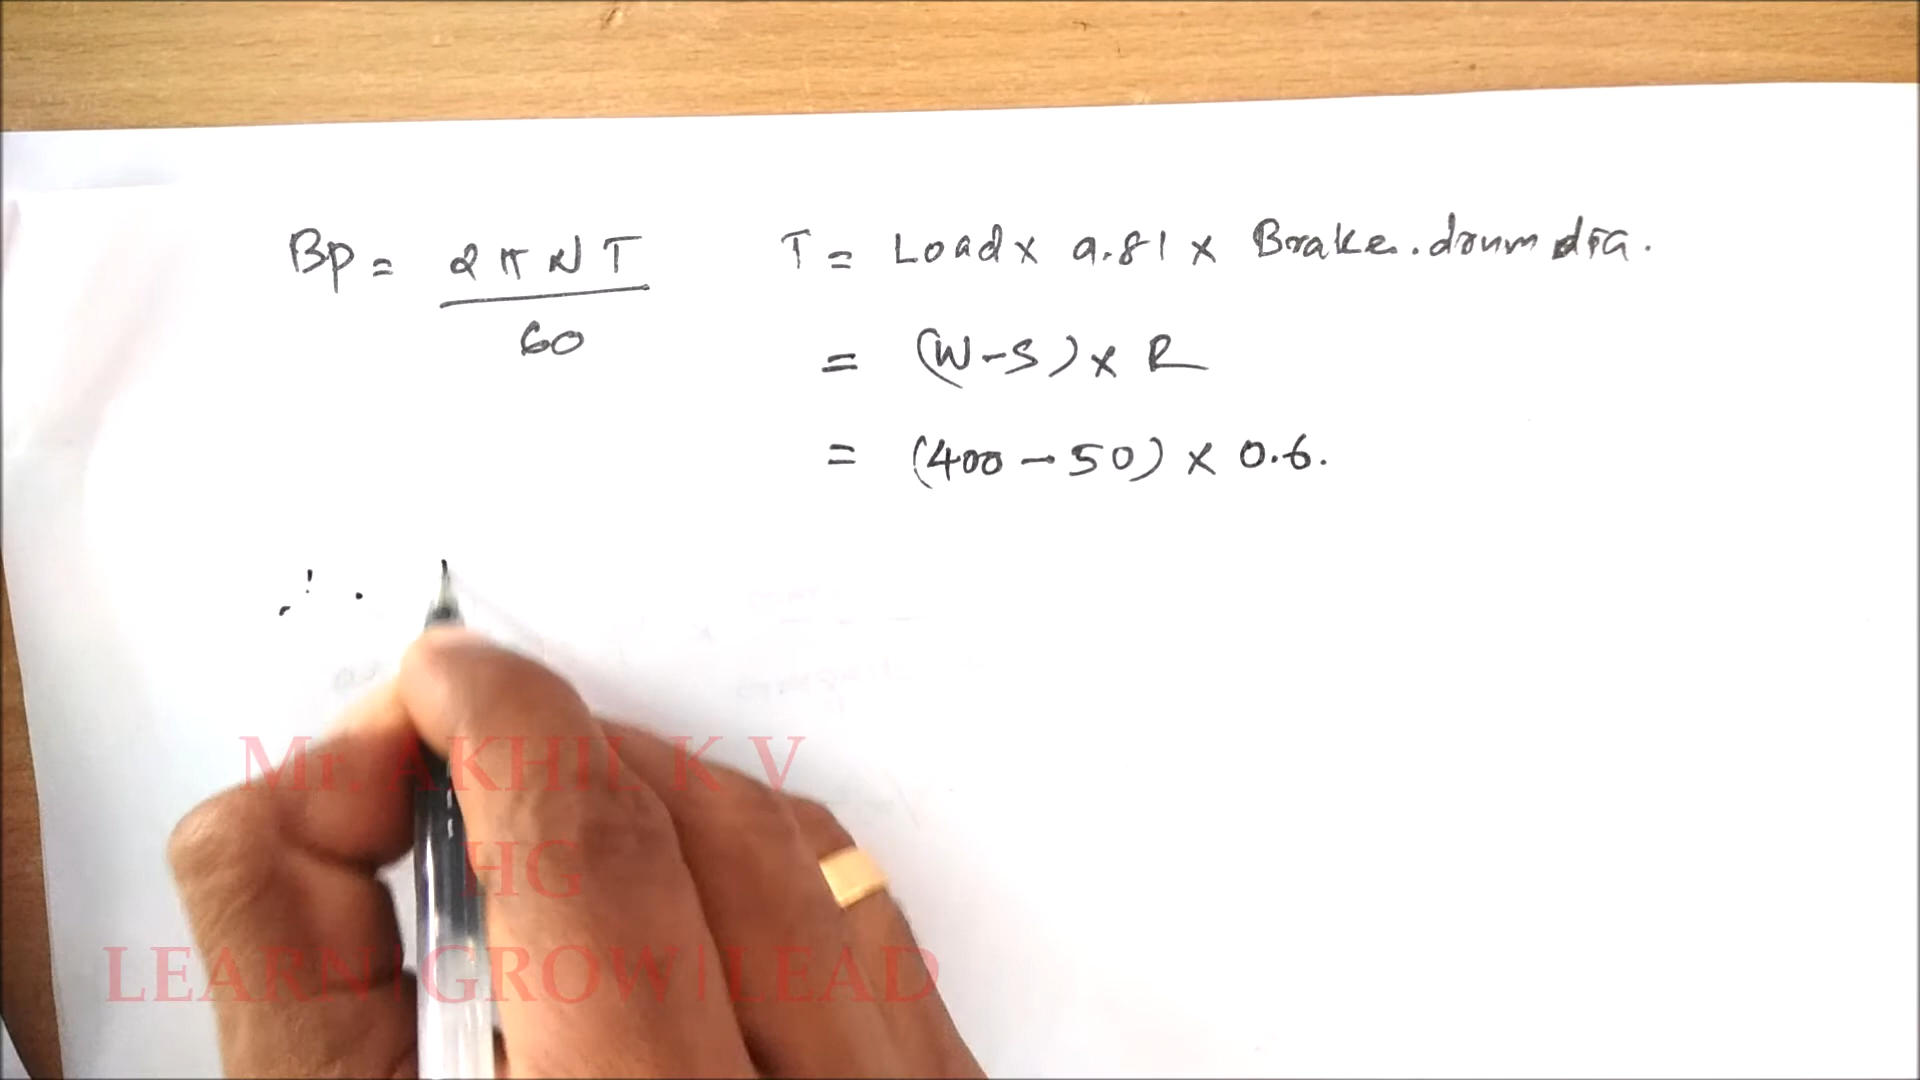 Bp = 2πNT / 60
T = Load x 9.81 x Brake.drum dia.
= (W-S) x R
= (400 - 50) x 0.6.
∴
Mr. AKHIL K V
HG
LEARN|GROW|LEAD